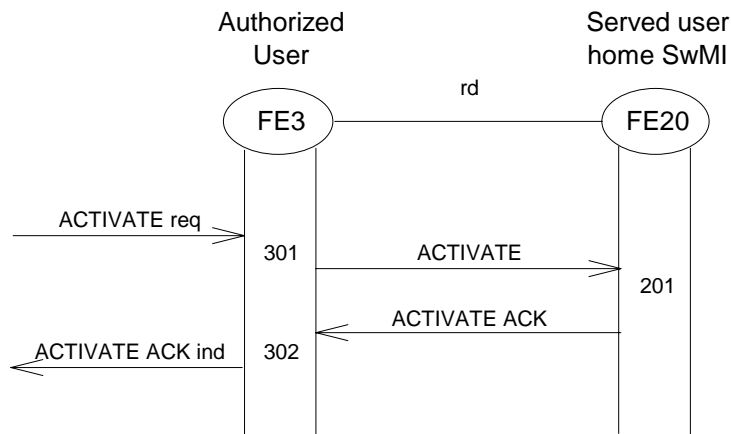 Authorized
User
Served user
home SwMI
rd
FE3
FE20
ACTIVATE req
301
ACTIVATE
201
ACTIVATE ACK
ACTIVATE ACK ind
302